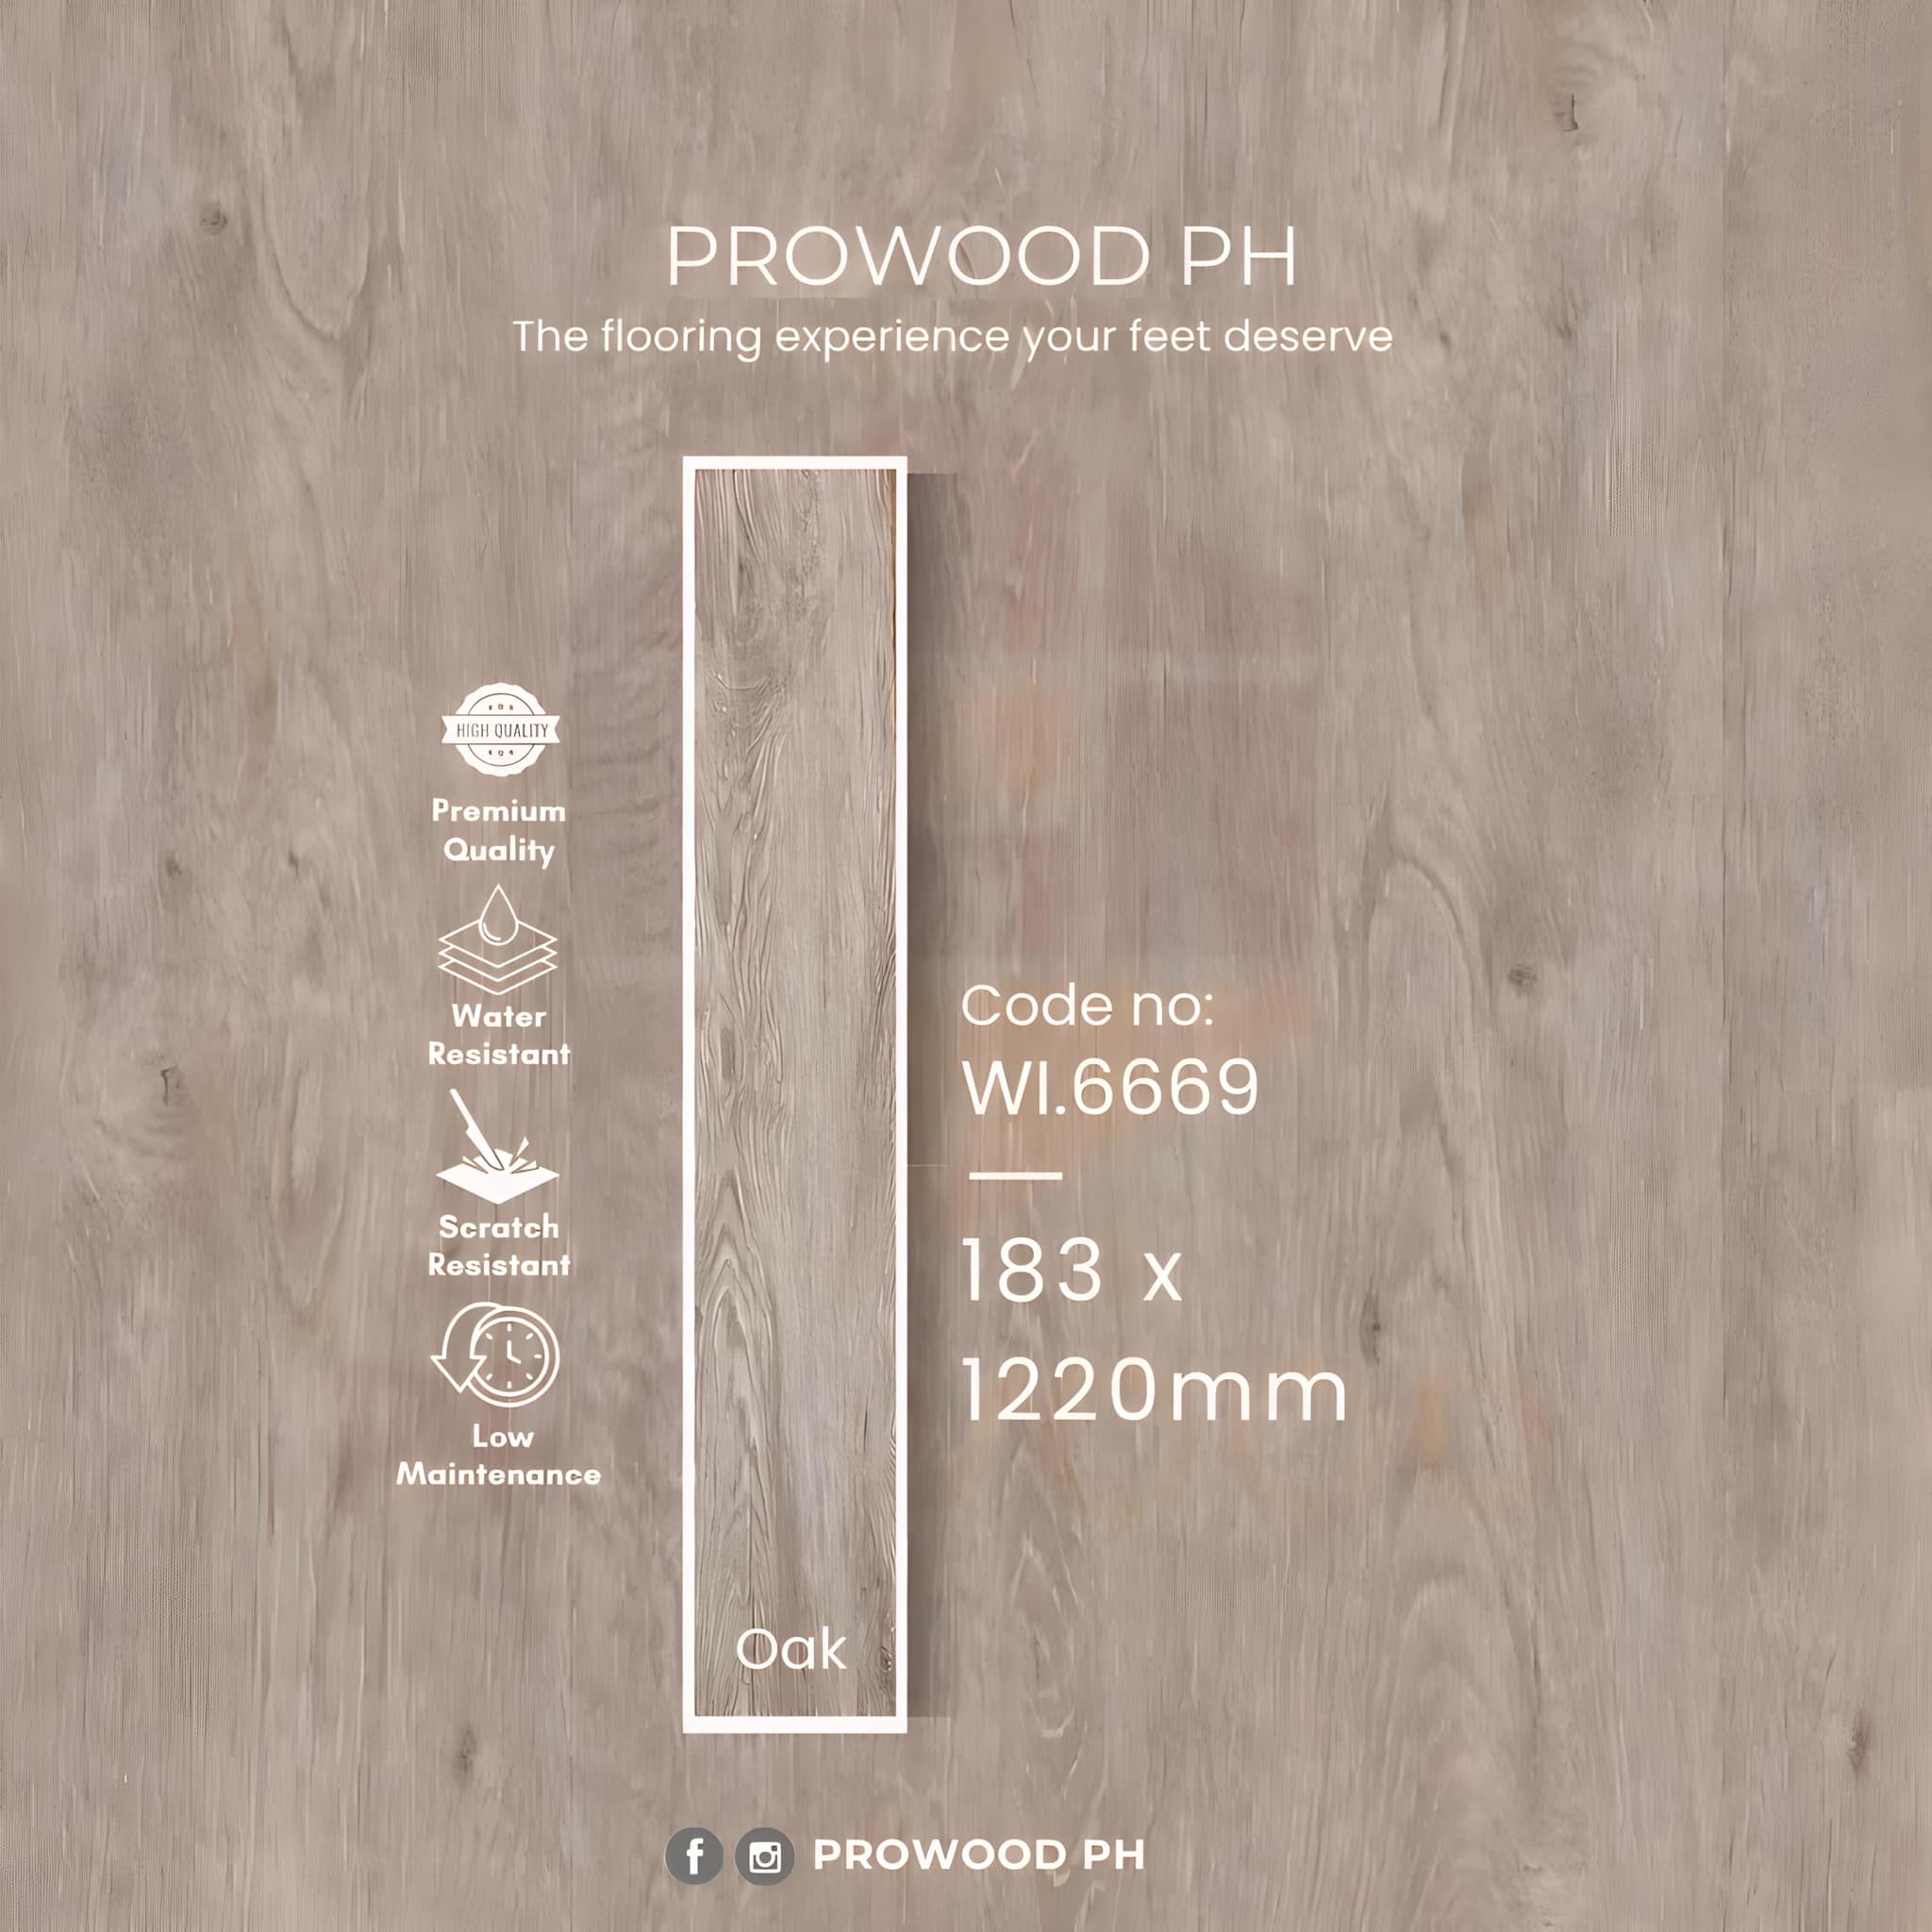 PROWOOD PH
The flooring experience your feet deserve
HIGH QUALITY
Premium
Quality
Water
Resistant
Scratch
Resistant
Low
Maintenance
Code no:
WI.6669
183 x
1220mm
Oak
PROWOOD PH